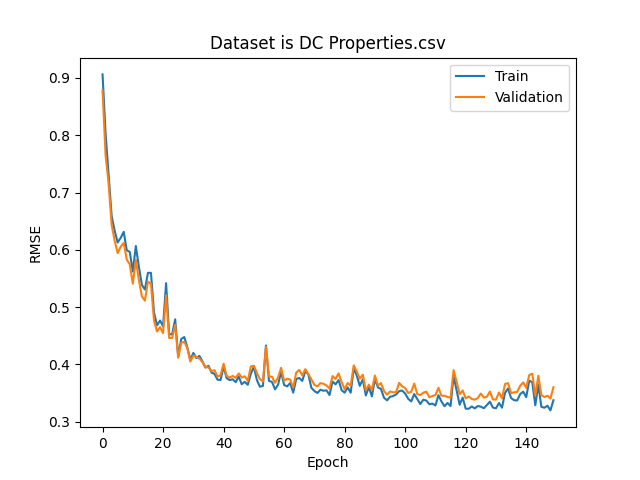 Dataset is DC Properties.csv
Train
Validation
RMSE
0.9
0.8
0.7
0.6
0.5
0.4
0.3
0 20 40 60 80 100 120 140
Epoch